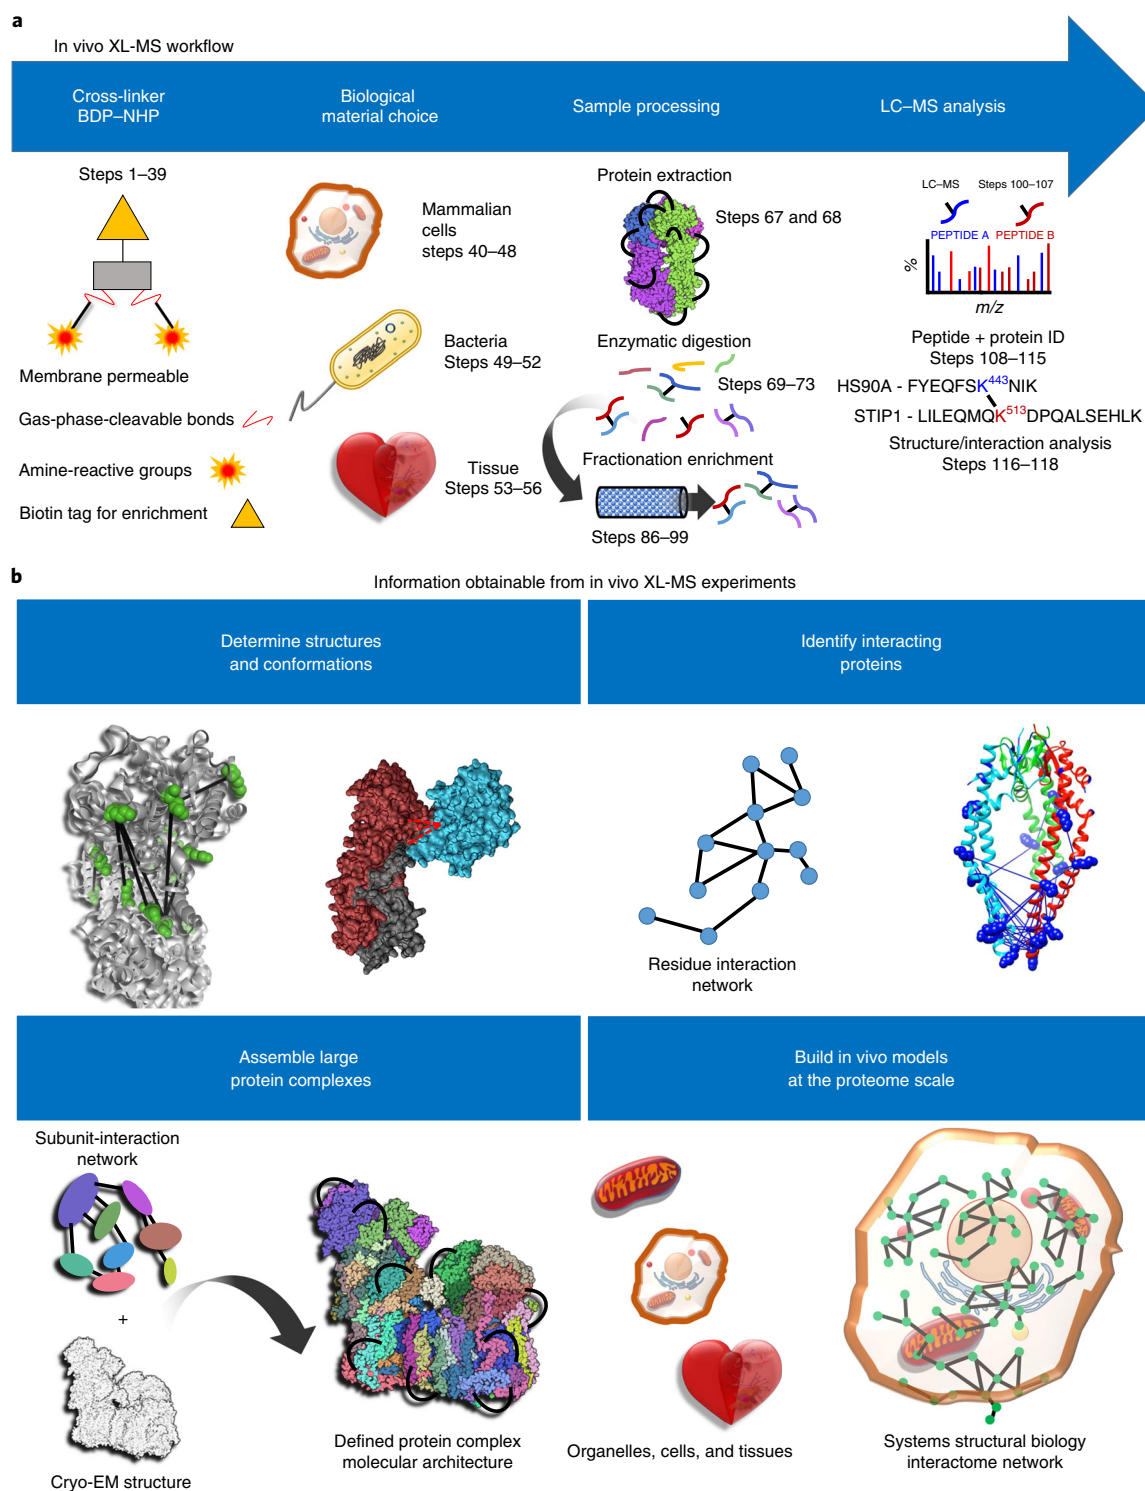 a
In vivo XL-MS workflow
Cross-linker
BDP–NHP
Biological
material choice
Sample processing
LC–MS analysis
Steps 1–39
Membrane permeable
Gas-phase-cleavable bonds
Amine-reactive groups
Biotin tag for enrichment
Mammalian
cells
steps 40–48
Bacteria
Steps 49–52
Tissue
Steps 53–56
Protein extraction
Steps 67 and 68
Enzymatic digestion
Steps 69–73
Fractionation enrichment
Steps 86–99
LC–MS
Steps 100–107
PEPTIDE A
PEPTIDE B
%
m/z
Peptide + protein ID
Steps 108–115
HS90A - FYEQFSK443NIK
STIP1 - LILEQMQK513DPQALSEHLK
Structure/interaction analysis
Steps 116–118
b
Information obtainable from in vivo XL-MS experiments
Determine structures
and conformations
Identify interacting
proteins
Residue interaction
network
Assemble large
protein complexes
Build in vivo models
at the proteome scale
Subunit-interaction
network
+
Cryo-EM structure
Defined protein complex
molecular architecture
Organelles, cells, and tissues
Systems structural biology
interactome network